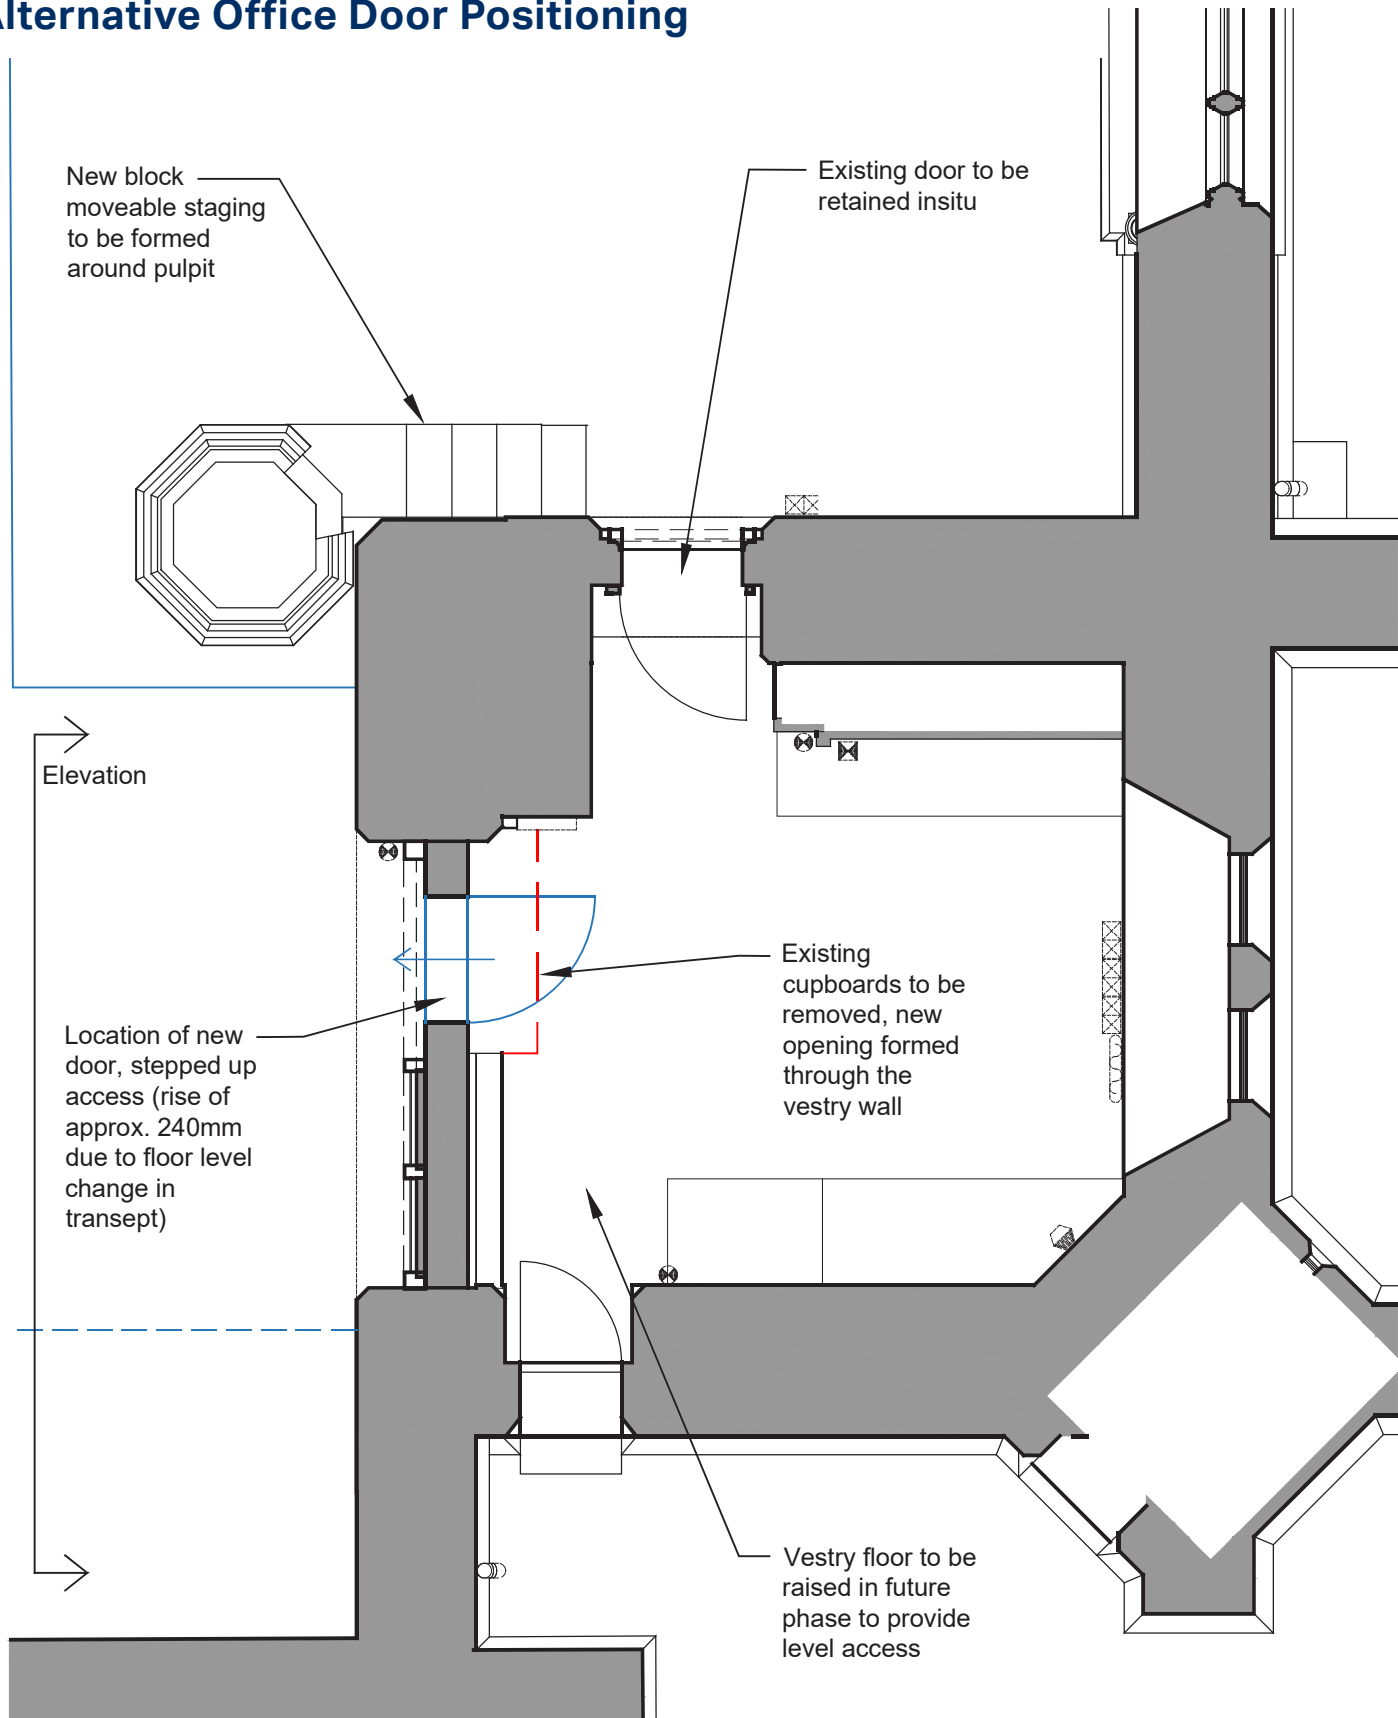 Alternative Office Door Positioning
New block
moveable staging
to be formed
around pulpit
Existing door to be
retained insitu
Elevation
Existing
cupboards to be
removed, new
opening formed
through the
vestry wall
Location of new
door, stepped up
access (rise of
approx. 240mm
due to floor level
change in
transept)
Vestry floor to be
raised in future
phase to provide
level access